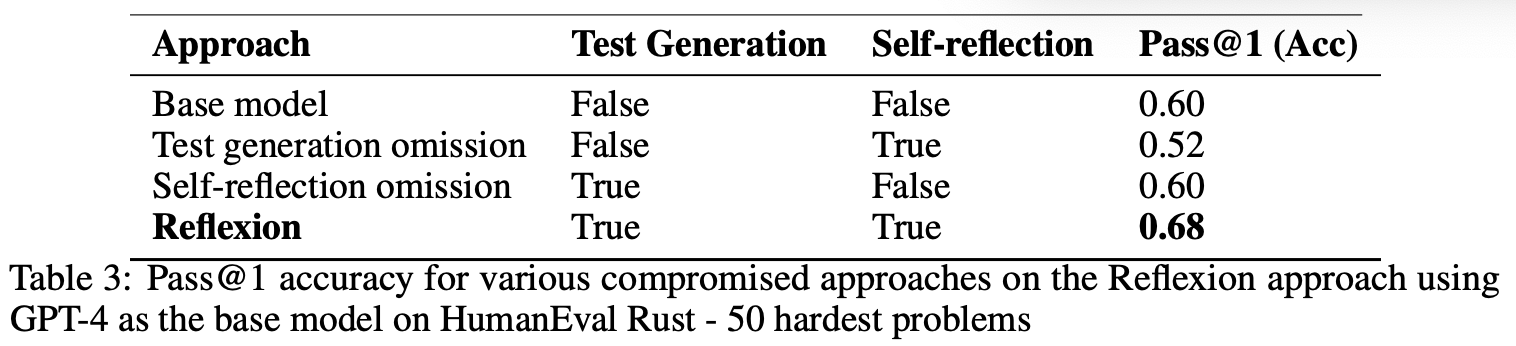 Approach Test Generation Self-reflection Pass@1 (Acc)
Base model False False 0.60
Test generation omission False True 0.52
Self-reflection omission True False 0.60
Reflexion True True 0.68
Table 3: Pass@1 accuracy for various compromised approaches on the Reflexion approach using
GPT-4 as the base model on HumanEval Rust - 50 hardest problems